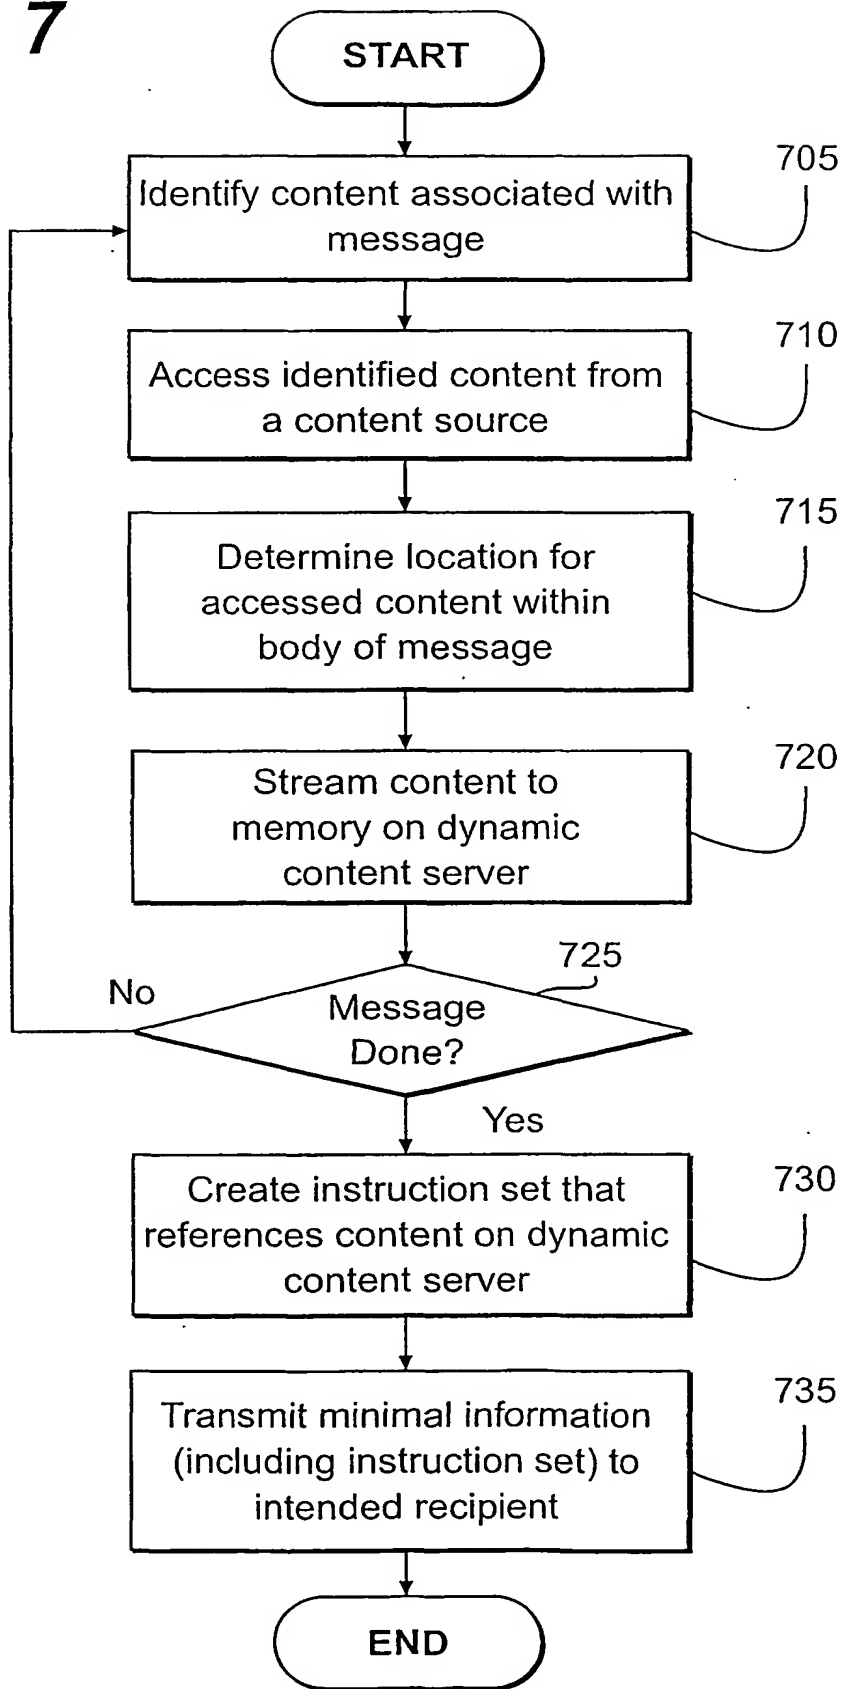 7
START
705
Identify content associated with
message
710
Access identified content from
a content source
715
Determine location for
accessed content within
body of message
720
Stream content to
memory on dynamic
content server
725
No
Message
Done?
Yes
730
Create instruction set that
references content on dynamic
content server
735
Transmit minimal information
(including instruction set) to
intended recipient
END